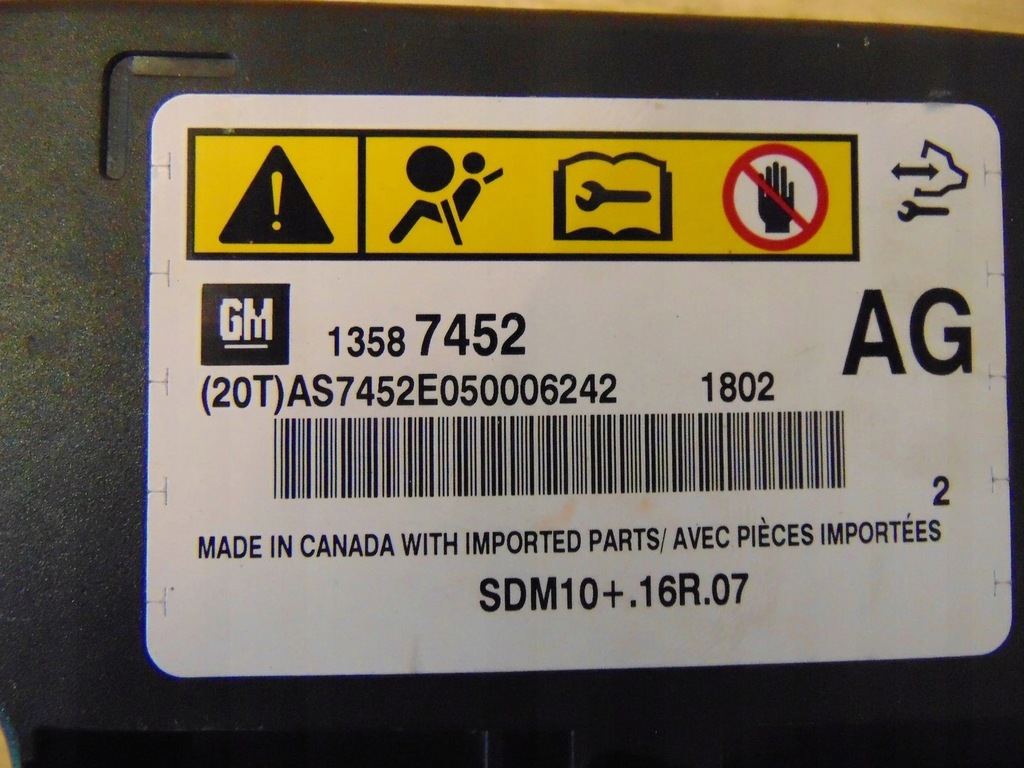 GM 1358 7452 AG
(20T)AS7452E050006242 1802
2
MADE IN CANADA WITH IMPORTED PARTS/ AVEC PIÈCES IMPORTÉES
SDM10+.16R.07